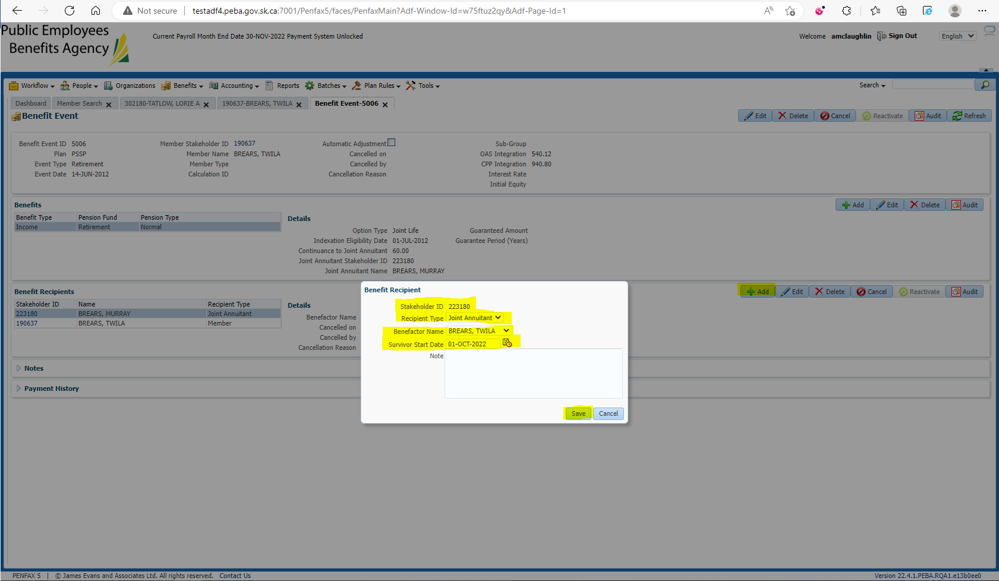 Not secure testadf4.peba.gov.sk.ca:7001/Penfax5/faces/PenfaxMain?Adf-Window-Id=w75ftuz2qy&Adf-Page-Id=1
Public Employees
Benefits Agency
Current Payroll Month End Date 30-NOV-2022 Payment System Unlocked
Welcome amclaughlin Sign Out English
Workflow People Organizations Benefits Accounting Reports Batches Plan Rules Tools Search
Dashboard Member Search 302180-TATLOW, LORIE A 190637-BREARS, TWILA Benefit Event-5006
Benefit Event Edit Delete Cancel Reactivate Audit Refresh
Benefit Event ID 5006 Member Stakeholder ID 190637 Automatic Adjustment Sub-Group
Plan PSSP Member Name BREARS, TWILA Cancelled on OAS Integration 540.12
Event Type Retirement Member Type Cancelled by CPP Integration 940.80
Event Date 14-JUN-2012 Calculation ID Cancellation Reason Interest Rate
Initial Equity
Benefits Add Edit Delete Audit
Benefit Type Pension Fund Pension Type
Income Retirement Normal
Details
Option Type Joint Life Guaranteed Amount
Indexation Eligibility Date 01-JUL-2012 Guarantee Period (Years)
Continuance to Joint Annuitant 60.00
Joint Annuitant Stakeholder ID 223180
Joint Annuitant Name BREARS, MURRAY
Benefit Recipients Add Edit Delete Cancel Reactivate Audit
Stakeholder ID Name Recipient Type
223180 BREARS, MURRAY Joint Annuitant
190637 BREARS, TWILA Member
Details
Benefactor Name
Cancelled on
Cancelled by
Cancellation Reason
Benefit Recipient
Stakeholder ID 223180
Recipient Type Joint Annuitant
Benefactor Name BREARS, TWILA
Survivor Start Date 01-OCT-2022
Note
Save Cancel
Notes
Payment History
PENFAX 5 | © James Evans and Associates Ltd. All rights reserved. Contact Us Version 22.4.1.PEBA.RQA1.e13b0ee0